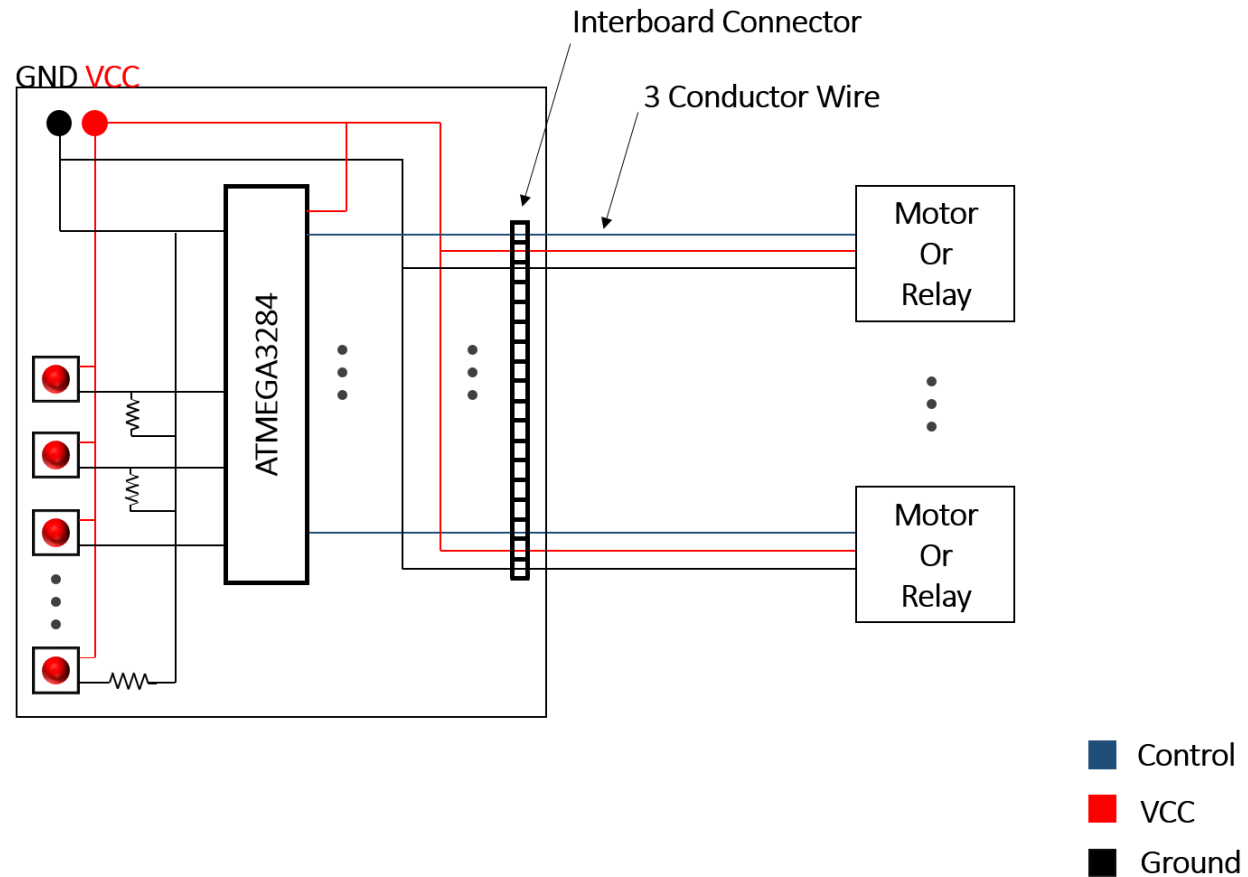 Interboard Connector
3 Conductor Wire
GND VCC
ATMEGA3284
Motor
Or
Relay
Motor
Or
Relay
Control
VCC
Ground